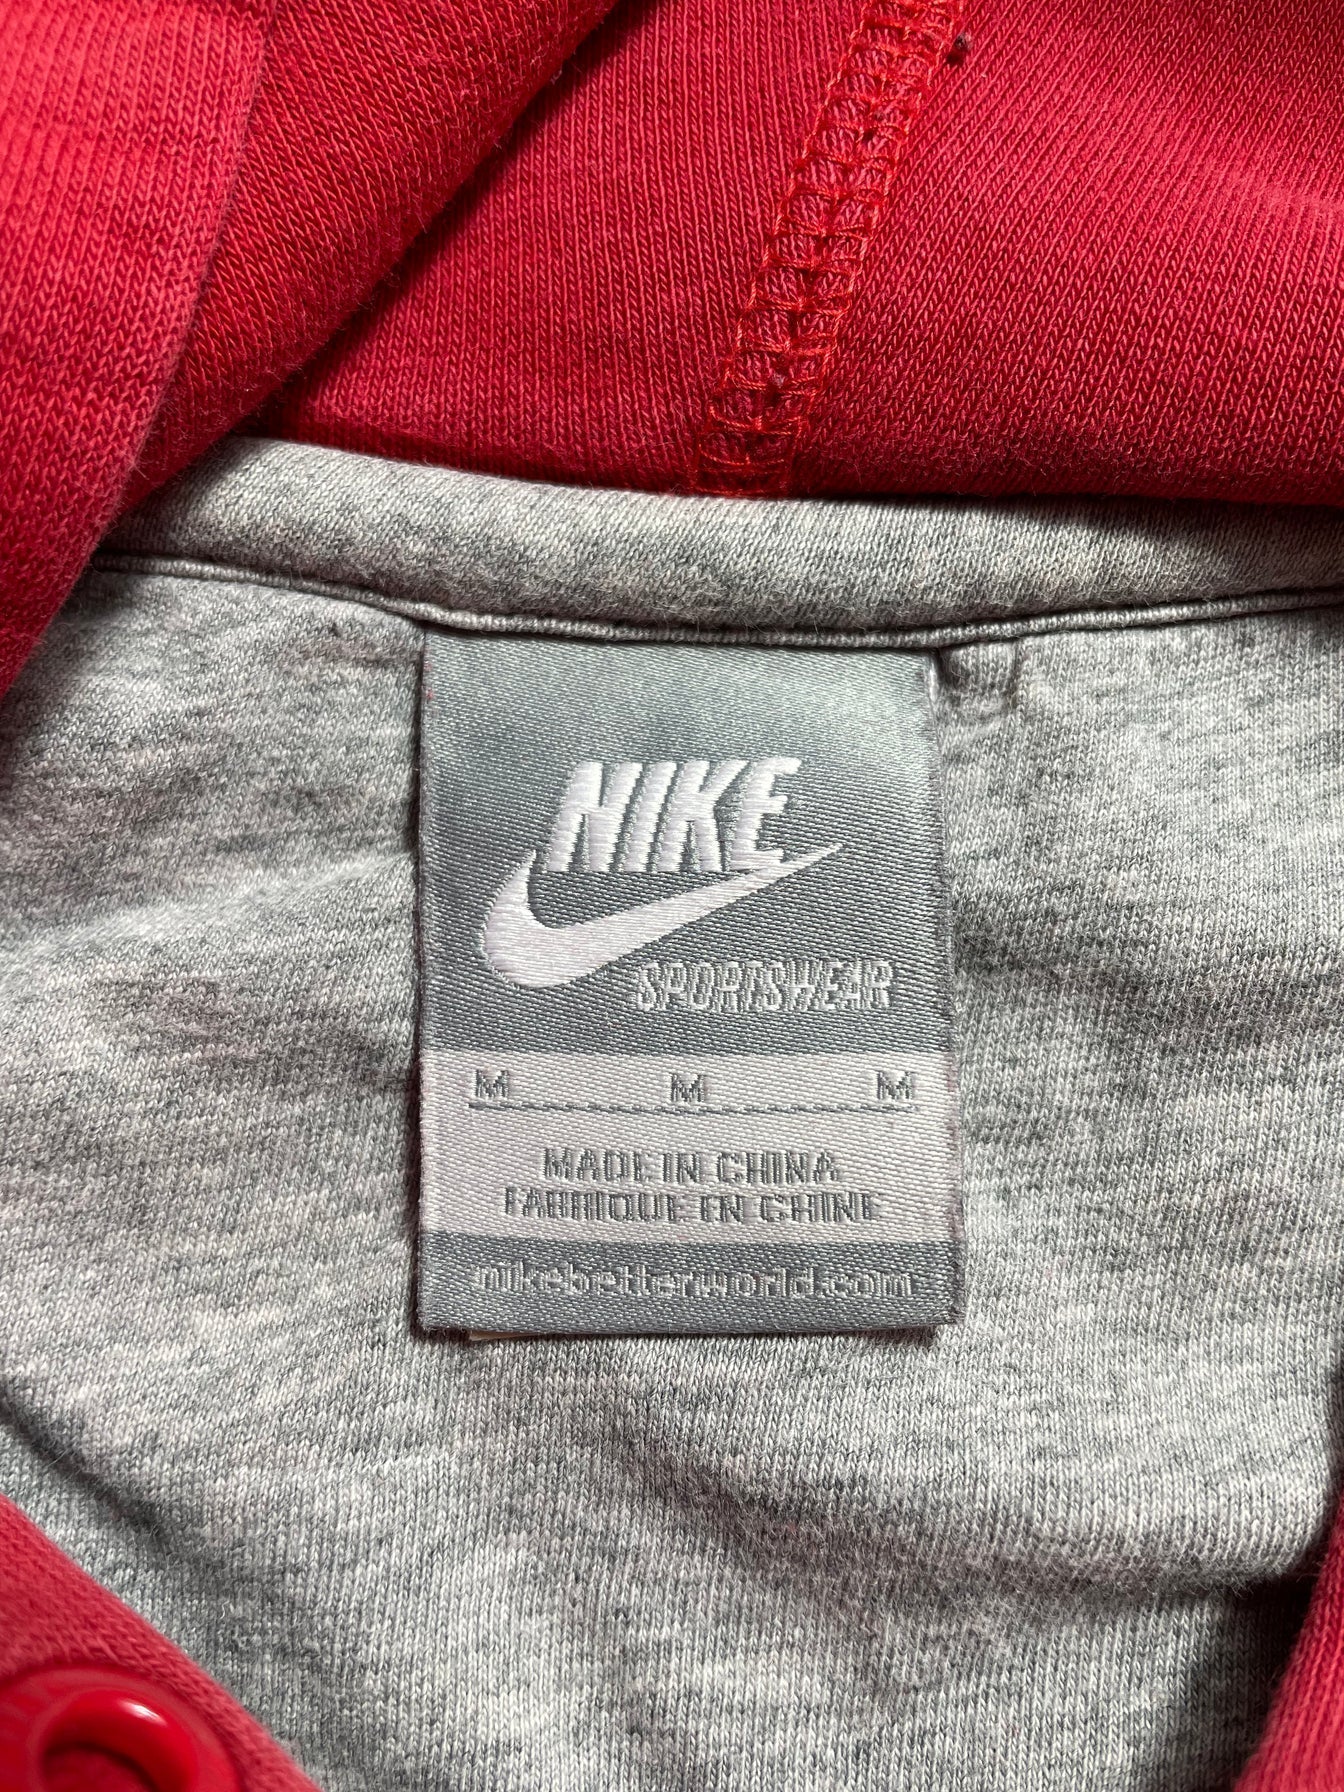 NIKE
SPORTSWEAR
M M M
MADE IN CHINA
FABRIQUE EN CHINE
nikebetterworld.com